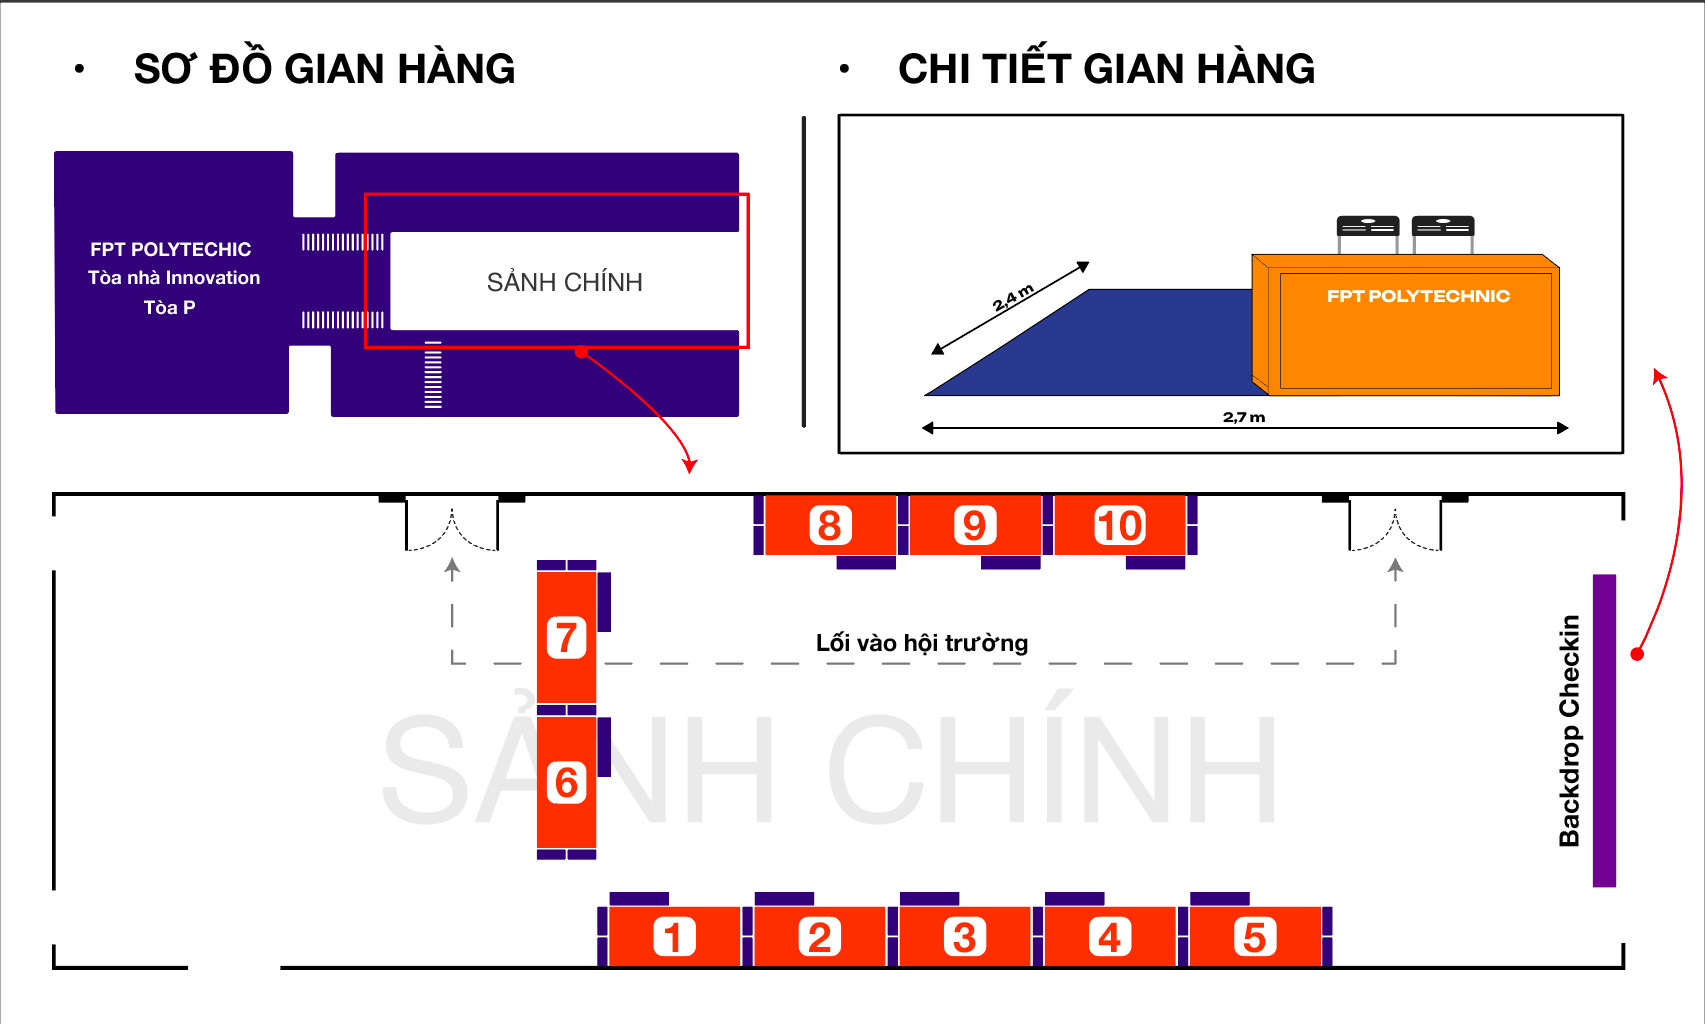 • SƠ ĐỒ GIAN HÀNG
• CHI TIẾT GIAN HÀNG
FPT POLYTECHIC
Tòa nhà Innovation
Tòa P
SẢNH CHÍNH
2,4 m
FPT POLYTECHNIC
2,7 m
8
9
10
7
Lối vào hội trường
SẢNH CHÍNH
6
Backdrop Checkin
1
2
3
4
5